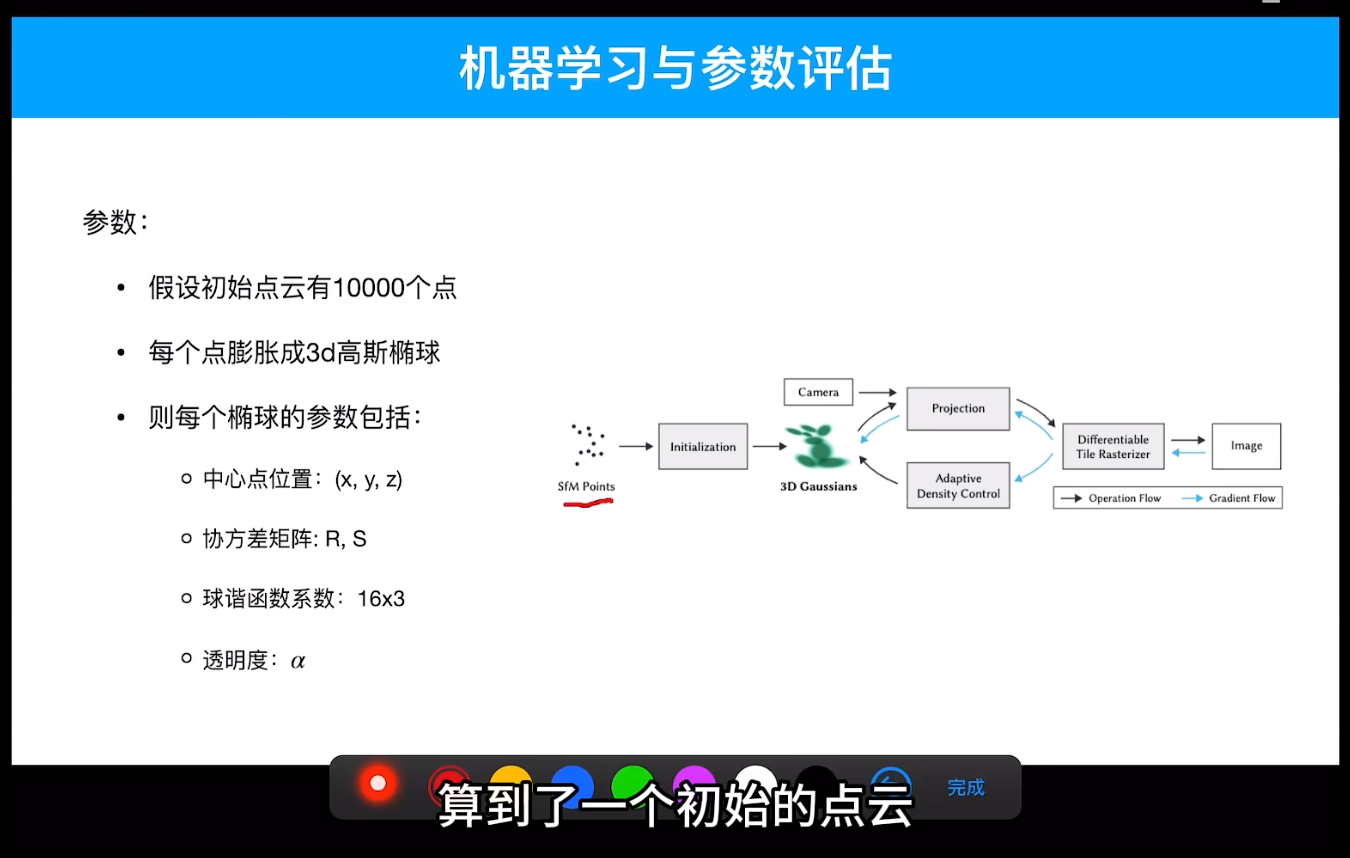 机器学习与参数评估
参数：
• 假设初始点云有10000个点
• 每个点膨胀成3d高斯椭球
• 则每个椭球的参数包括：
中心点位置：(x, y, z)
协方差矩阵: R, S
球谐函数系数：16x3
透明度：α
SfM Points
Initialization
Camera
3D Gaussians
Projection
Adaptive
Density Control
Differentiable
Tile Rasterizer
Image
Operation Flow
Gradient Flow
完成
算到了一个初始的点云